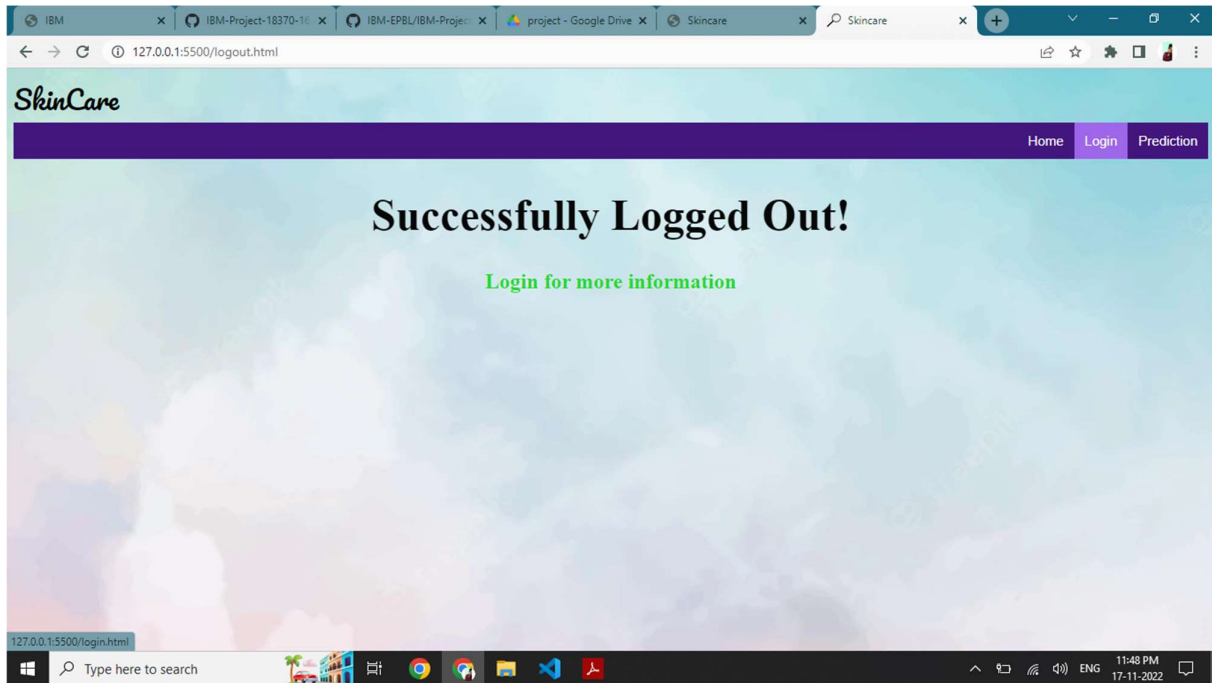 IBM
IBM-Project-18370-16
IBM-EPBL/IBM-Projec
project - Google Drive
Skincare
Skincare
127.0.0.1:5500/logout.html
SkinCare
Home
Login
Prediction
Successfully Logged Out!
Login for more information
127.0.0.1:5500/login.html
Type here to search
ENG
11:48 PM
17-11-2022